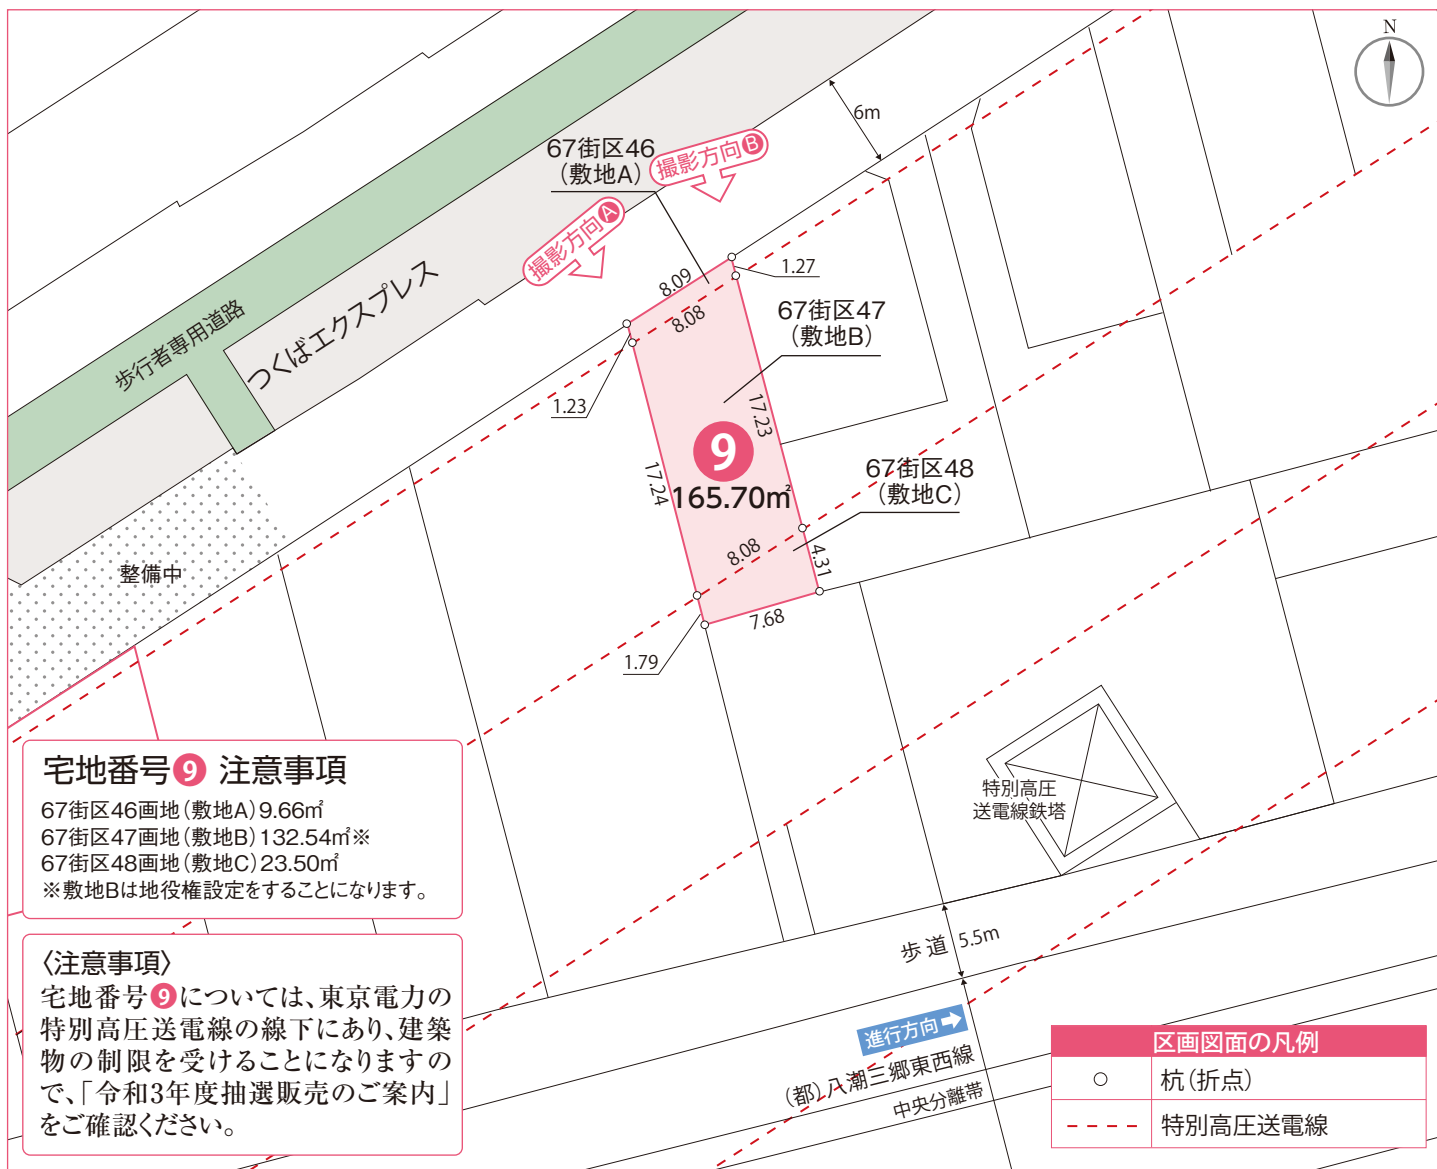 N
6m
67街区46
(敷地A)
撮影方向B
撮影方向A
8.09
1.27
8.08
67街区47
(敷地B)
つくばエクスプレス
歩行者専用道路
1.23
17.23
9
17.24
165.70㎡
67街区48
(敷地C)
8.08
4.31
整備中
7.68
1.79
宅地番号9 注意事項
67街区46画地(敷地A)9.66㎡
67街区47画地(敷地B)132.54㎡※
67街区48画地(敷地C)23.50㎡
※敷地Bは地役権設定をすることになります。
特別高圧
送電線鉄塔
〈注意事項〉
宅地番号9については、東京電力の
特別高圧送電線の線下にあり、建築
物の制限を受けることになりますの
で、「令和3年度抽選販売のご案内」
をご確認ください。
歩道 5.5m
進行方向
(都)八潮三郷東西線
中央分離帯
区画図面の凡例
杭(折点)
特別高圧送電線